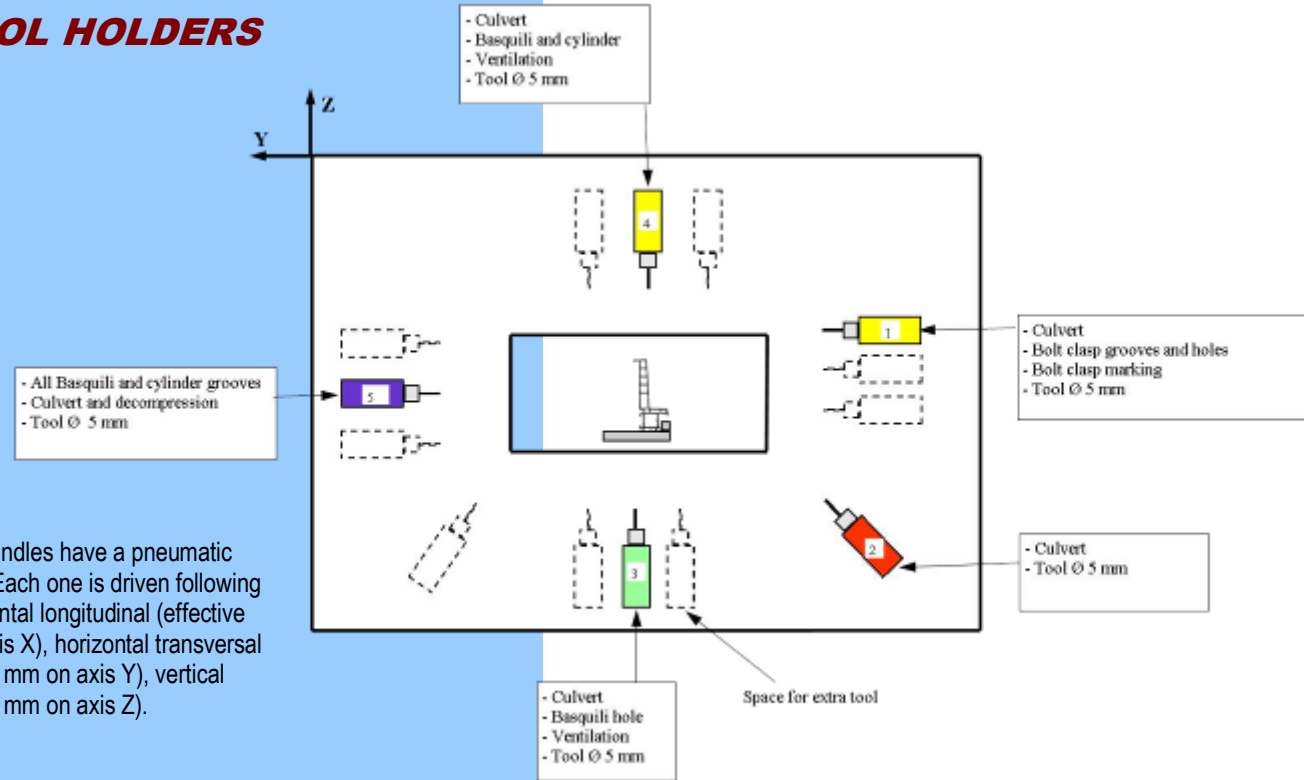 OL HOLDERS
- Culvert
- Basquili and cylinder
- Ventilation
- Tool Ø 5 mm
Z
Y
4
1
- Culvert
- Bolt clasp grooves and holes
- Bolt clasp marking
- Tool Ø 5 mm
- All Basquili and cylinder grooves
- Culvert and decompression
- Tool Ø 5 mm
5
2
- Culvert
- Tool Ø 5 mm
3
ndles have a pneumatic
Each one is driven following
ntal longitudinal (effective
is X), horizontal transversal
mm on axis Y), vertical
mm on axis Z).
- Culvert
- Basquili hole
- Ventilation
- Tool Ø 5 mm
Space for extra tool